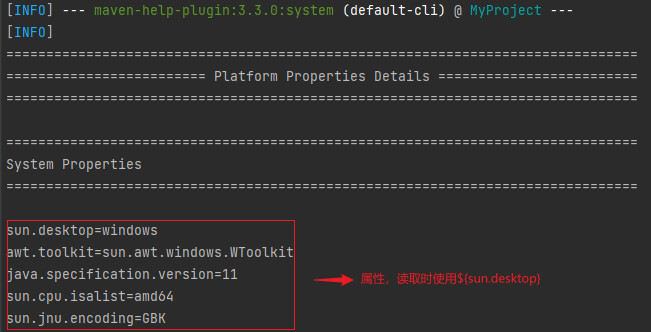 [INFO] --- maven-help-plugin:3.3.0:system (default-cli) @ MyProject ---
[INFO]
===============================================================================
========================= Platform Properties Details =========================
===============================================================================
===============================================================================
System Properties
===============================================================================
sun.desktop=windows
awt.toolkit=sun.awt.windows.WToolkit
java.specification.version=11
属性，读取时使用${sun.desktop}
sun.cpu.isalist=amd64
sun.jnu.encoding=GBK